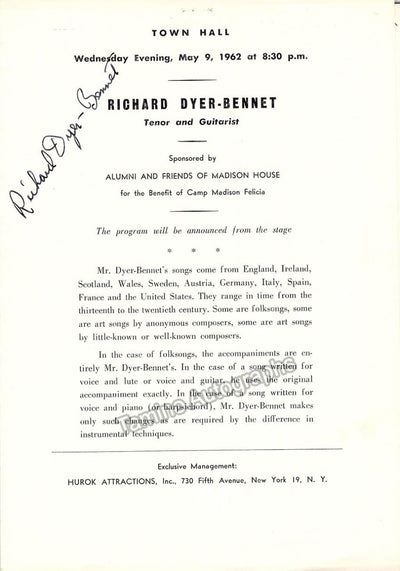 TOWN HALL
Wednesday Evening, May 9, 1962 at 8:30 p.m.
Richard Dyer-Bennet
RICHARD DYER-BENNET
Tenor and Guitarist
Sponsored by
ALUMNI AND FRIENDS OF MADISON HOUSE
for the Benefit of Camp Madison Felicia
The program will be announced from the stage
* * *
Mr. Dyer-Bennet's songs come from England, Ireland,
Scotland, Wales, Sweden, Austria, Germany, Italy, Spain,
France and the United States. They range in time from the
thirteenth to the twentieth century. Some are folksongs, some
are art songs by anonymous composers, some are art songs
by little-known or well-known composers.
In the case of folksongs, the accompaniments are en-
tirely Mr. Dyer-Bennet's. In the case of a song written for
voice and lute or voice and guitar, he uses the original
accompaniment exactly. In the case of a song written for
voice and piano (or harpsichord), Mr. Dyer-Bennet makes
only such changes as are required by the difference in
instrumental techniques.
Tamino Autographs
Exclusive Management:
HUROK ATTRACTIONS, Inc., 730 Fifth Avenue, New York 19, N. Y.